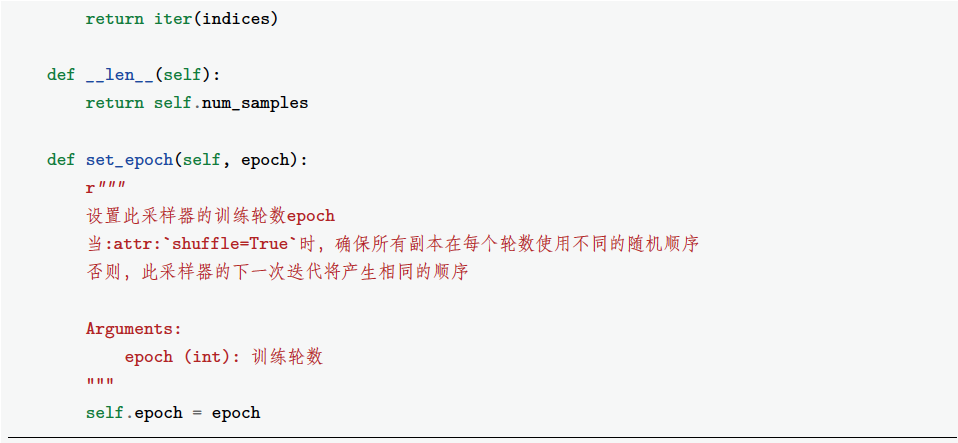 return iter(indices)
def __len__(self):
return self.num_samples
def set_epoch(self, epoch):
r"""
设置此采样器的训练轮数epoch
当:attr:`shuffle=True`时，确保所有副本在每个轮数使用不同的随机顺序
否则，此采样器的下一次迭代将产生相同的顺序
Arguments:
epoch (int): 训练轮数
"""
self.epoch = epoch